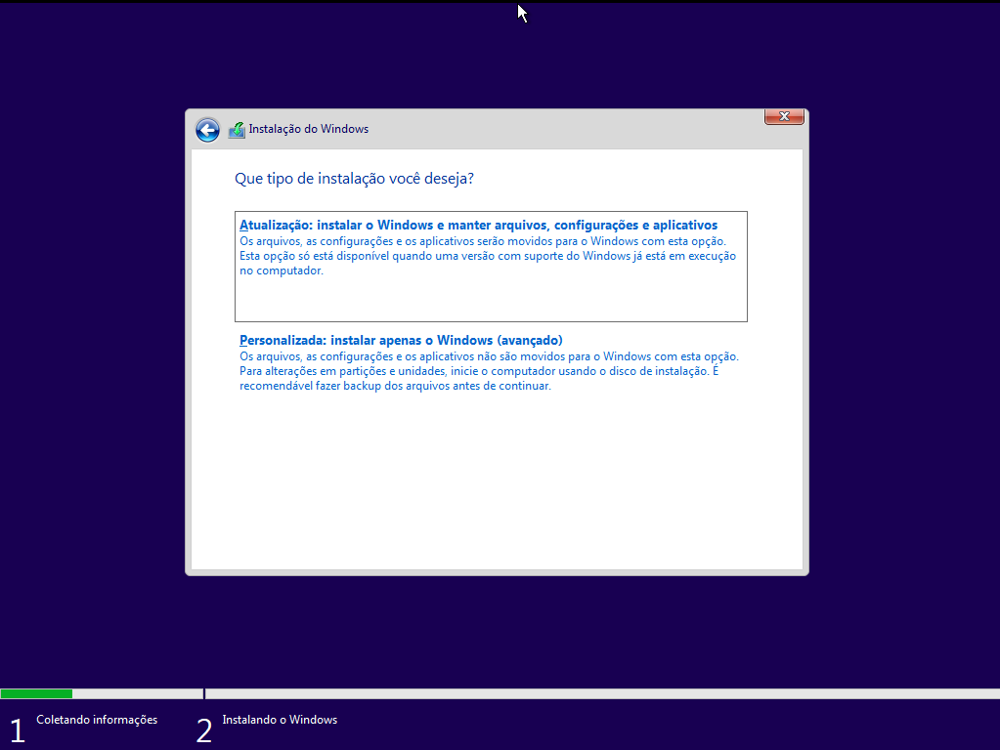 Instalação do Windows
Que tipo de instalação você deseja?
Atualização: instalar o Windows e manter arquivos, configurações e aplicativos
Os arquivos, as configurações e os aplicativos serão movidos para o Windows com esta opção.
Esta opção só está disponível quando uma versão com suporte do Windows já está em execução
no computador.
Personalizada: instalar apenas o Windows (avançado)
Os arquivos, as configurações e os aplicativos não são movidos para o Windows com esta opção.
Para alterações em partições e unidades, inicie o computador usando o disco de instalação. É
recomendável fazer backup dos arquivos antes de continuar.
1 Coletando informações
2 Instalando o Windows